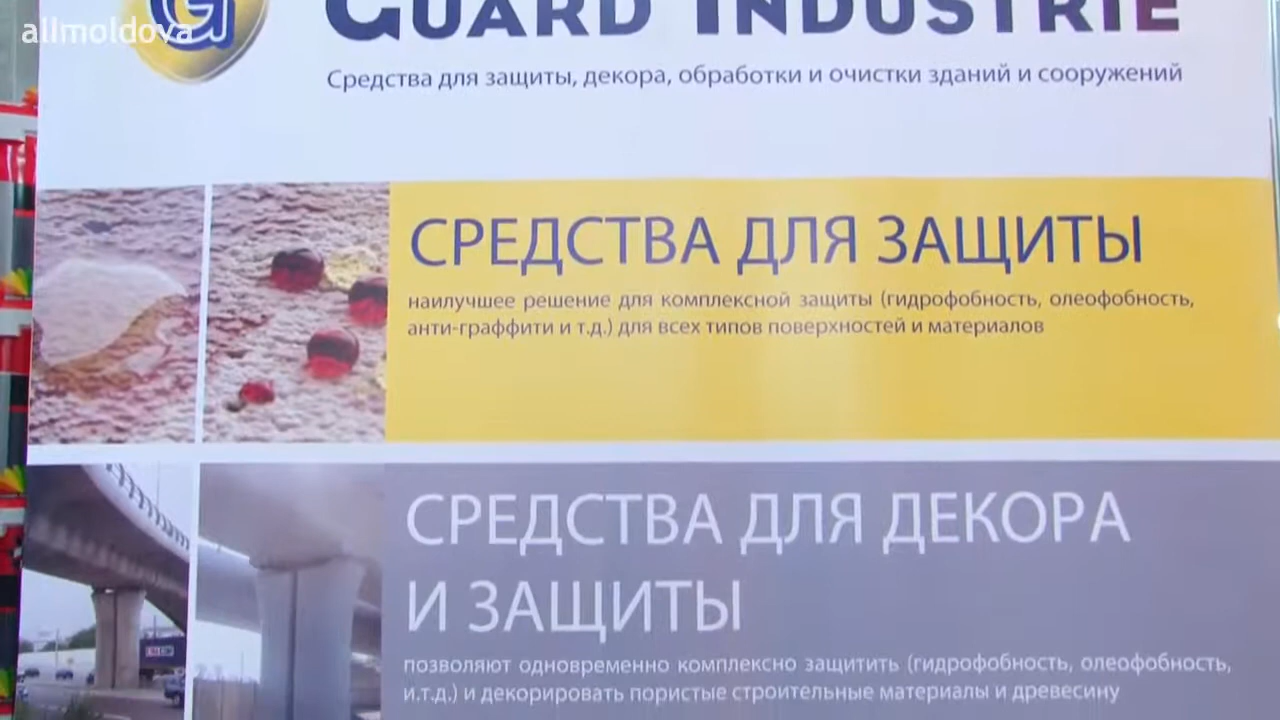 allmoldova
GUARD INDUSTRIE
Средства для защиты, декора, обработки и очистки зданий и сооружений
СРЕДСТВА ДЛЯ ЗАЩИТЫ
наилучшее решение для комплексной защиты (гидрофобность, олеофобность,
анти-граффити и т.д.) для всех типов поверхностей и материалов
СРЕДСТВА ДЛЯ ДЕКОРА
И ЗАЩИТЫ
позволяют одновременно комплексно защитить (гидрофобность, олеофобность,
и.т.д.) и декорировать пористые строительные материалы и древесину